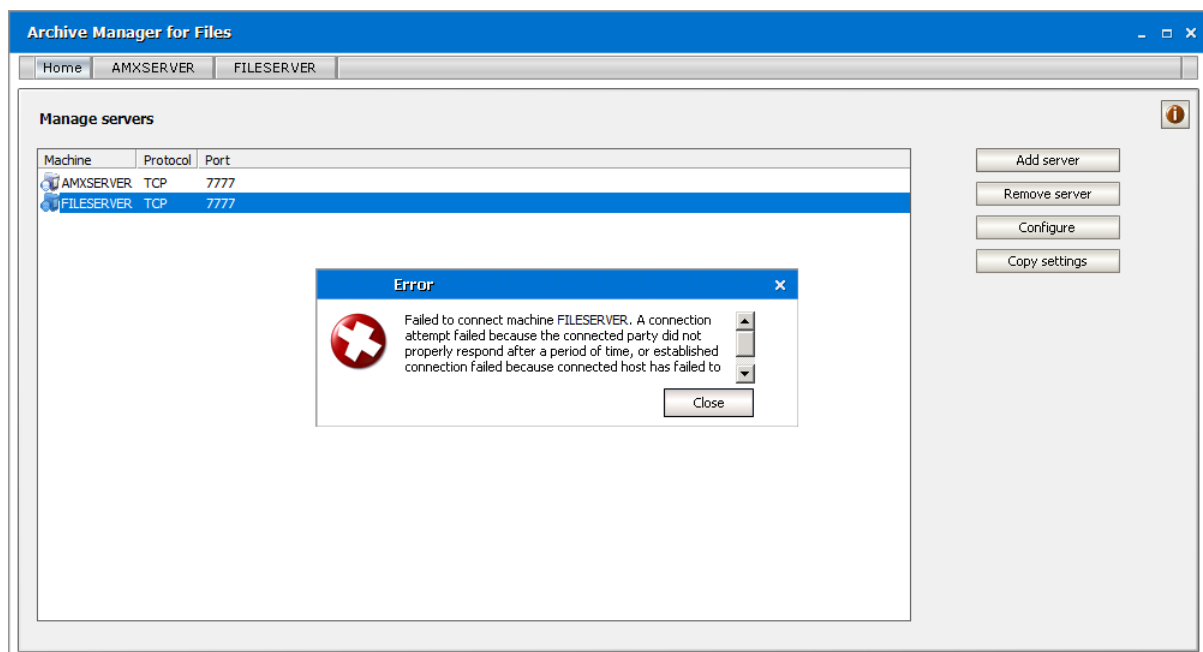 Archive Manager for Files
Home AMXSERVER FILESERVER
Manage servers
Machine Protocol Port
AMXSERVER TCP 7777
FILESERVER TCP 7777
Add server
Remove server
Configure
Copy settings
Error
Failed to connect machine FILESERVER. A connection
attempt failed because the connected party did not
properly respond after a period of time, or established
connection failed because connected host has failed to
Close